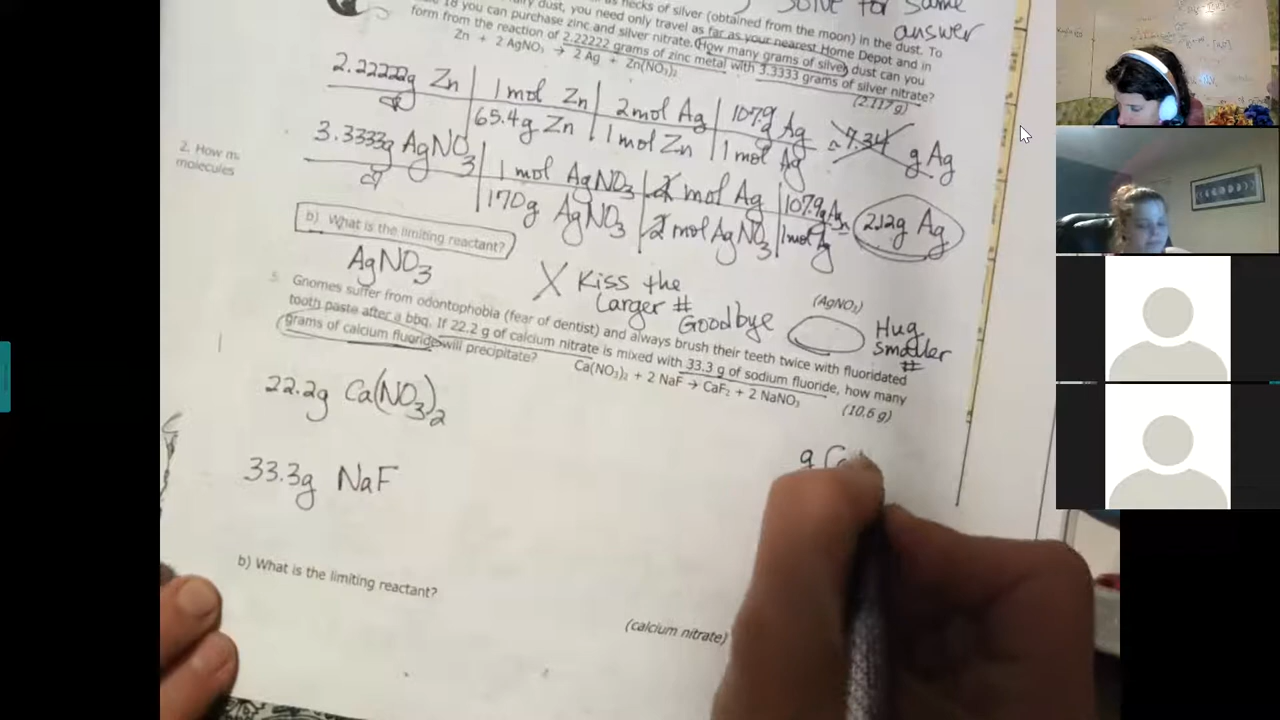 Solve for same
answer
necks of silver (obtained from the moon) in the dust. To
dust, you need only travel as far as your nearest Home Depot and in
18 you can purchase zinc and silver nitrate. How many grams of silver dust can you
form from the reaction of 2.22222 grams of zinc metal with 3.3333 grams of silver nitrate?
Zn + 2 AgNO3 → 2 Ag + Zn(NO3)2
(2.117 g)
2.22222g Zn | 1 mol Zn | 2 mol Ag | 107.9 g Ag = 7.34 g Ag
65.4 g Zn | 1 mol Zn | 1 mol Ag
3.3333g AgNO3 | 1 mol AgNO3 | 2 mol Ag | 107.9 g Ag = 2.12g Ag
170g AgNO3 | 2 mol AgNO3 | 1 mol Ag
2. How m
molecules
b) What is the limiting reactant?
AgNO3
X Kiss the
Larger #
Goodbye
(AgNO3)
Hug
smaller
#
5. Gnomes suffer from odontophobia (fear of dentist) and always brush their teeth twice with fluoridated
tooth paste after a bbq. If 22.2 g of calcium nitrate is mixed with 33.3 g of sodium fluoride, how many
grams of calcium fluoride will precipitate?
Ca(NO3)2 + 2 NaF → CaF2 + 2 NaNO3
(10.6 g)
22.2g Ca(NO3)2
g C
33.3g NaF
b) What is the limiting reactant?
(calcium nitrate)